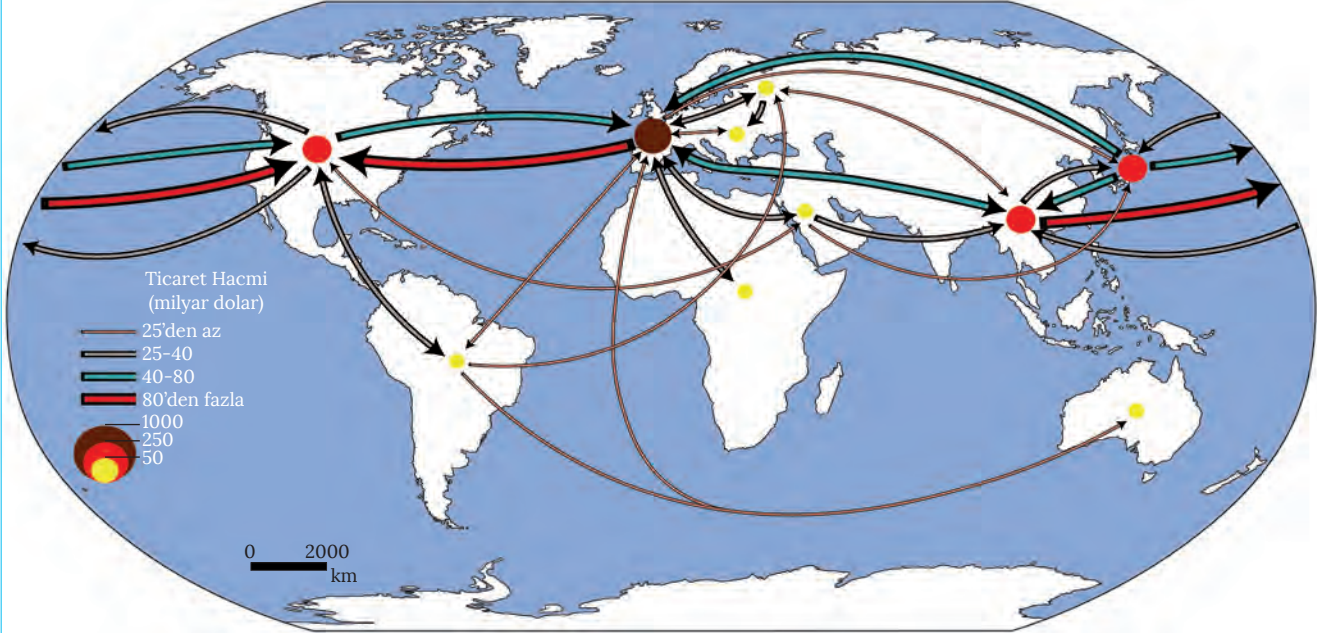 Ticaret Hacmi
(milyar dolar)
25'den az
25-40
40-80
80'den fazla
1000
250
50
0 2000
km